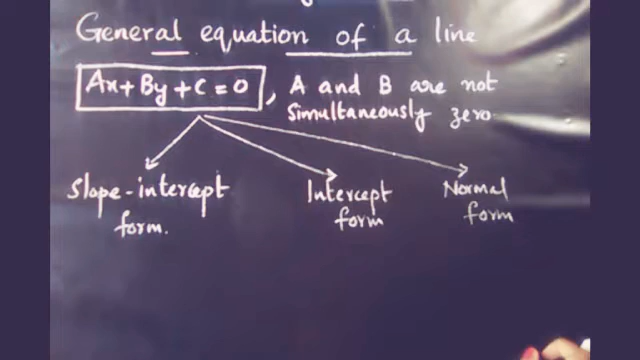 General equation of a line
Ax + By + C = 0, A and B are not
simultaneously zero.
Slope-intercept form.
Intercept form
Normal form